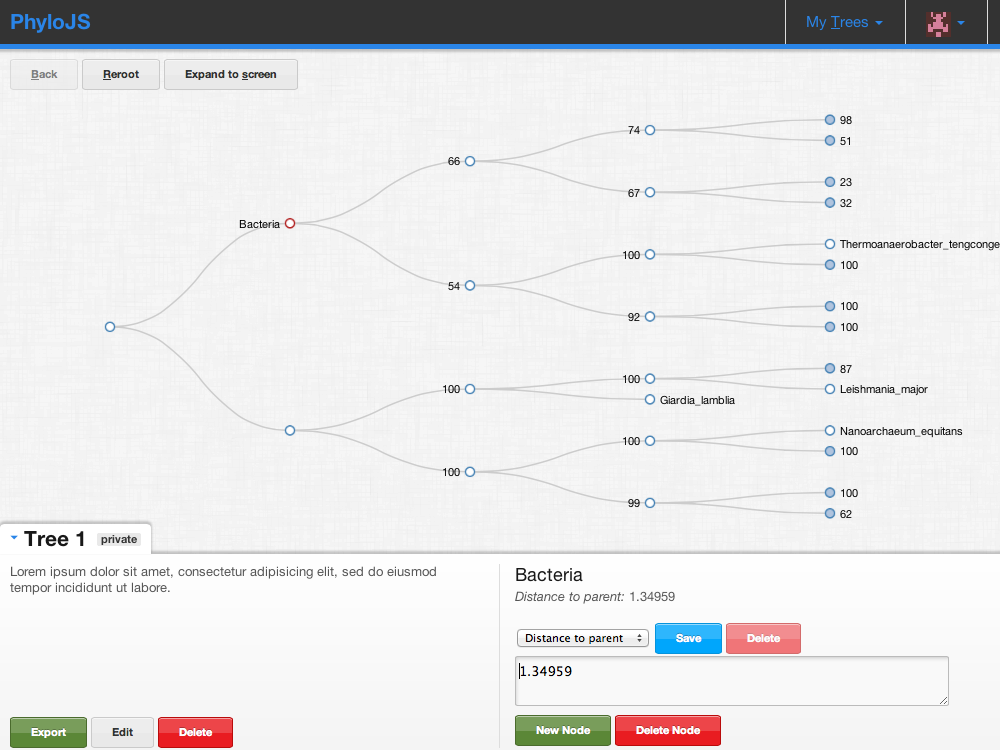 PhyloJS
My Trees
Back
Reroot
Expand to screen
98
74
51
66
23
67
32
Bacteria
Thermoanaerobacter_tengconge
100
100
54
100
92
100
87
100
100
Leishmania_major
Giardia_lamblia
Nanoarchaeum_equitans
100
100
100
100
99
62
Tree 1 private
Lorem ipsum dolor sit amet, consectetur adipisicing elit, sed do eiusmod
tempor incididunt ut labore.
Export
Edit
Delete
Bacteria
Distance to parent: 1.34959
Distance to parent
Save
Delete
1.34959
New Node
Delete Node